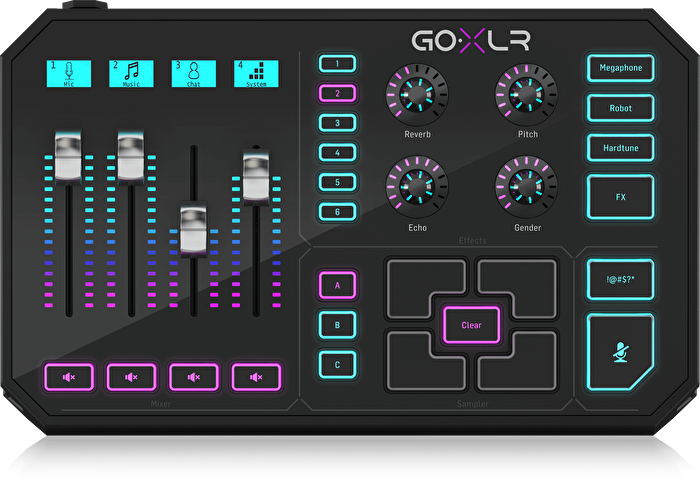 GO·XLR
1
Mic
2
Music
3
Chat
4
System
1
2
3
4
5
6
Reverb
Pitch
Echo
Gender
Effects
Megaphone
Robot
Hardtune
FX
A
B
C
Clear
!@#$?*
Mixer
Sampler